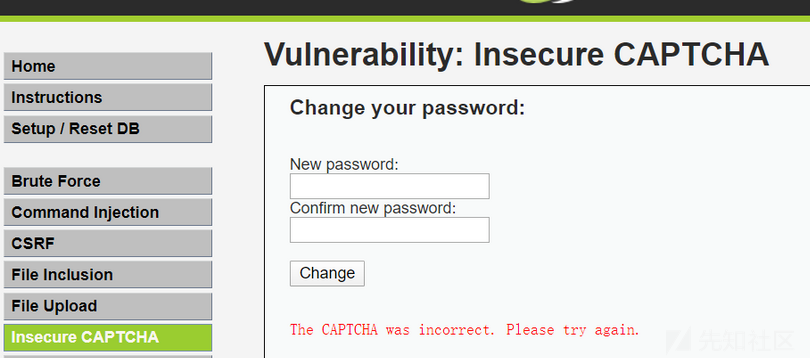 Vulnerability: Insecure CAPTCHA
Home
Instructions
Setup / Reset DB
Brute Force
Command Injection
CSRF
File Inclusion
File Upload
Insecure CAPTCHA
Change your password:
New password:
Confirm new password:
Change
The CAPTCHA was incorrect. Please try again.
先知社区